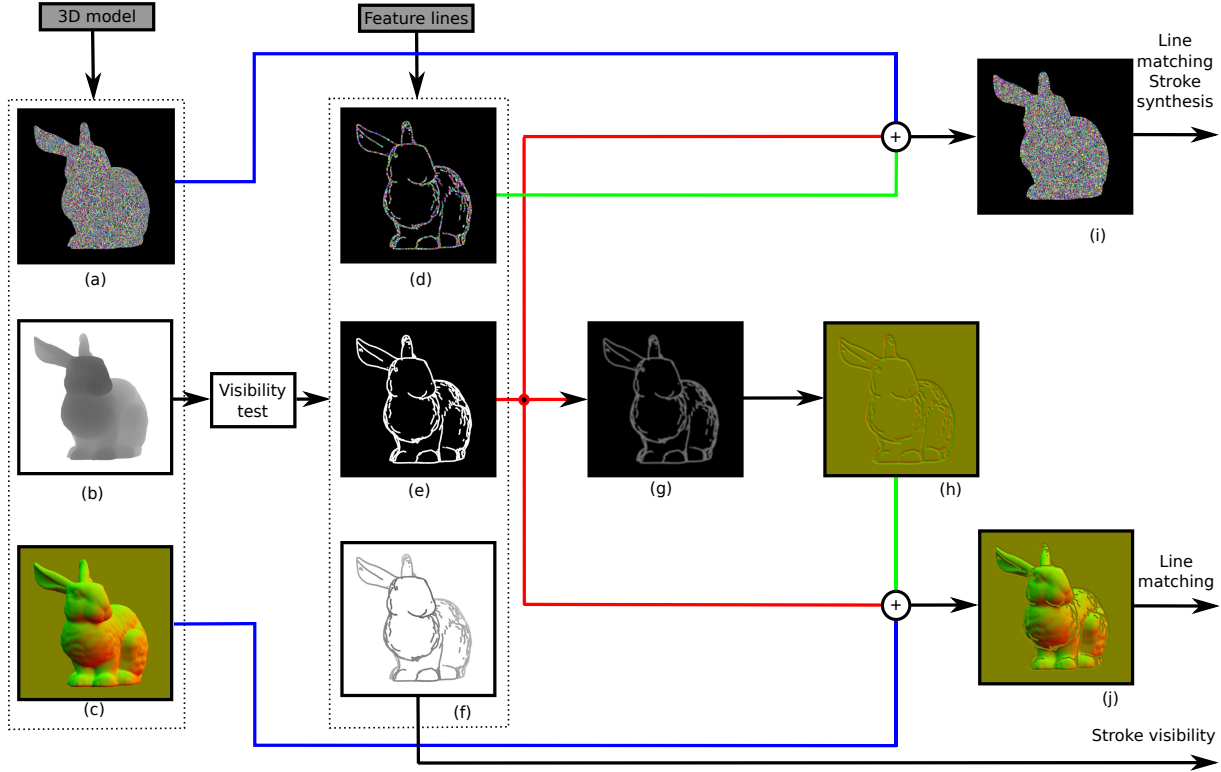 3D model
Feature lines
Line
matching
Stroke
synthesis
+
(a)
(d)
(i)
Visibility
test
(b)
(e)
(g)
(h)
Line
matching
+
(c)
(f)
(j)
Stroke visibility